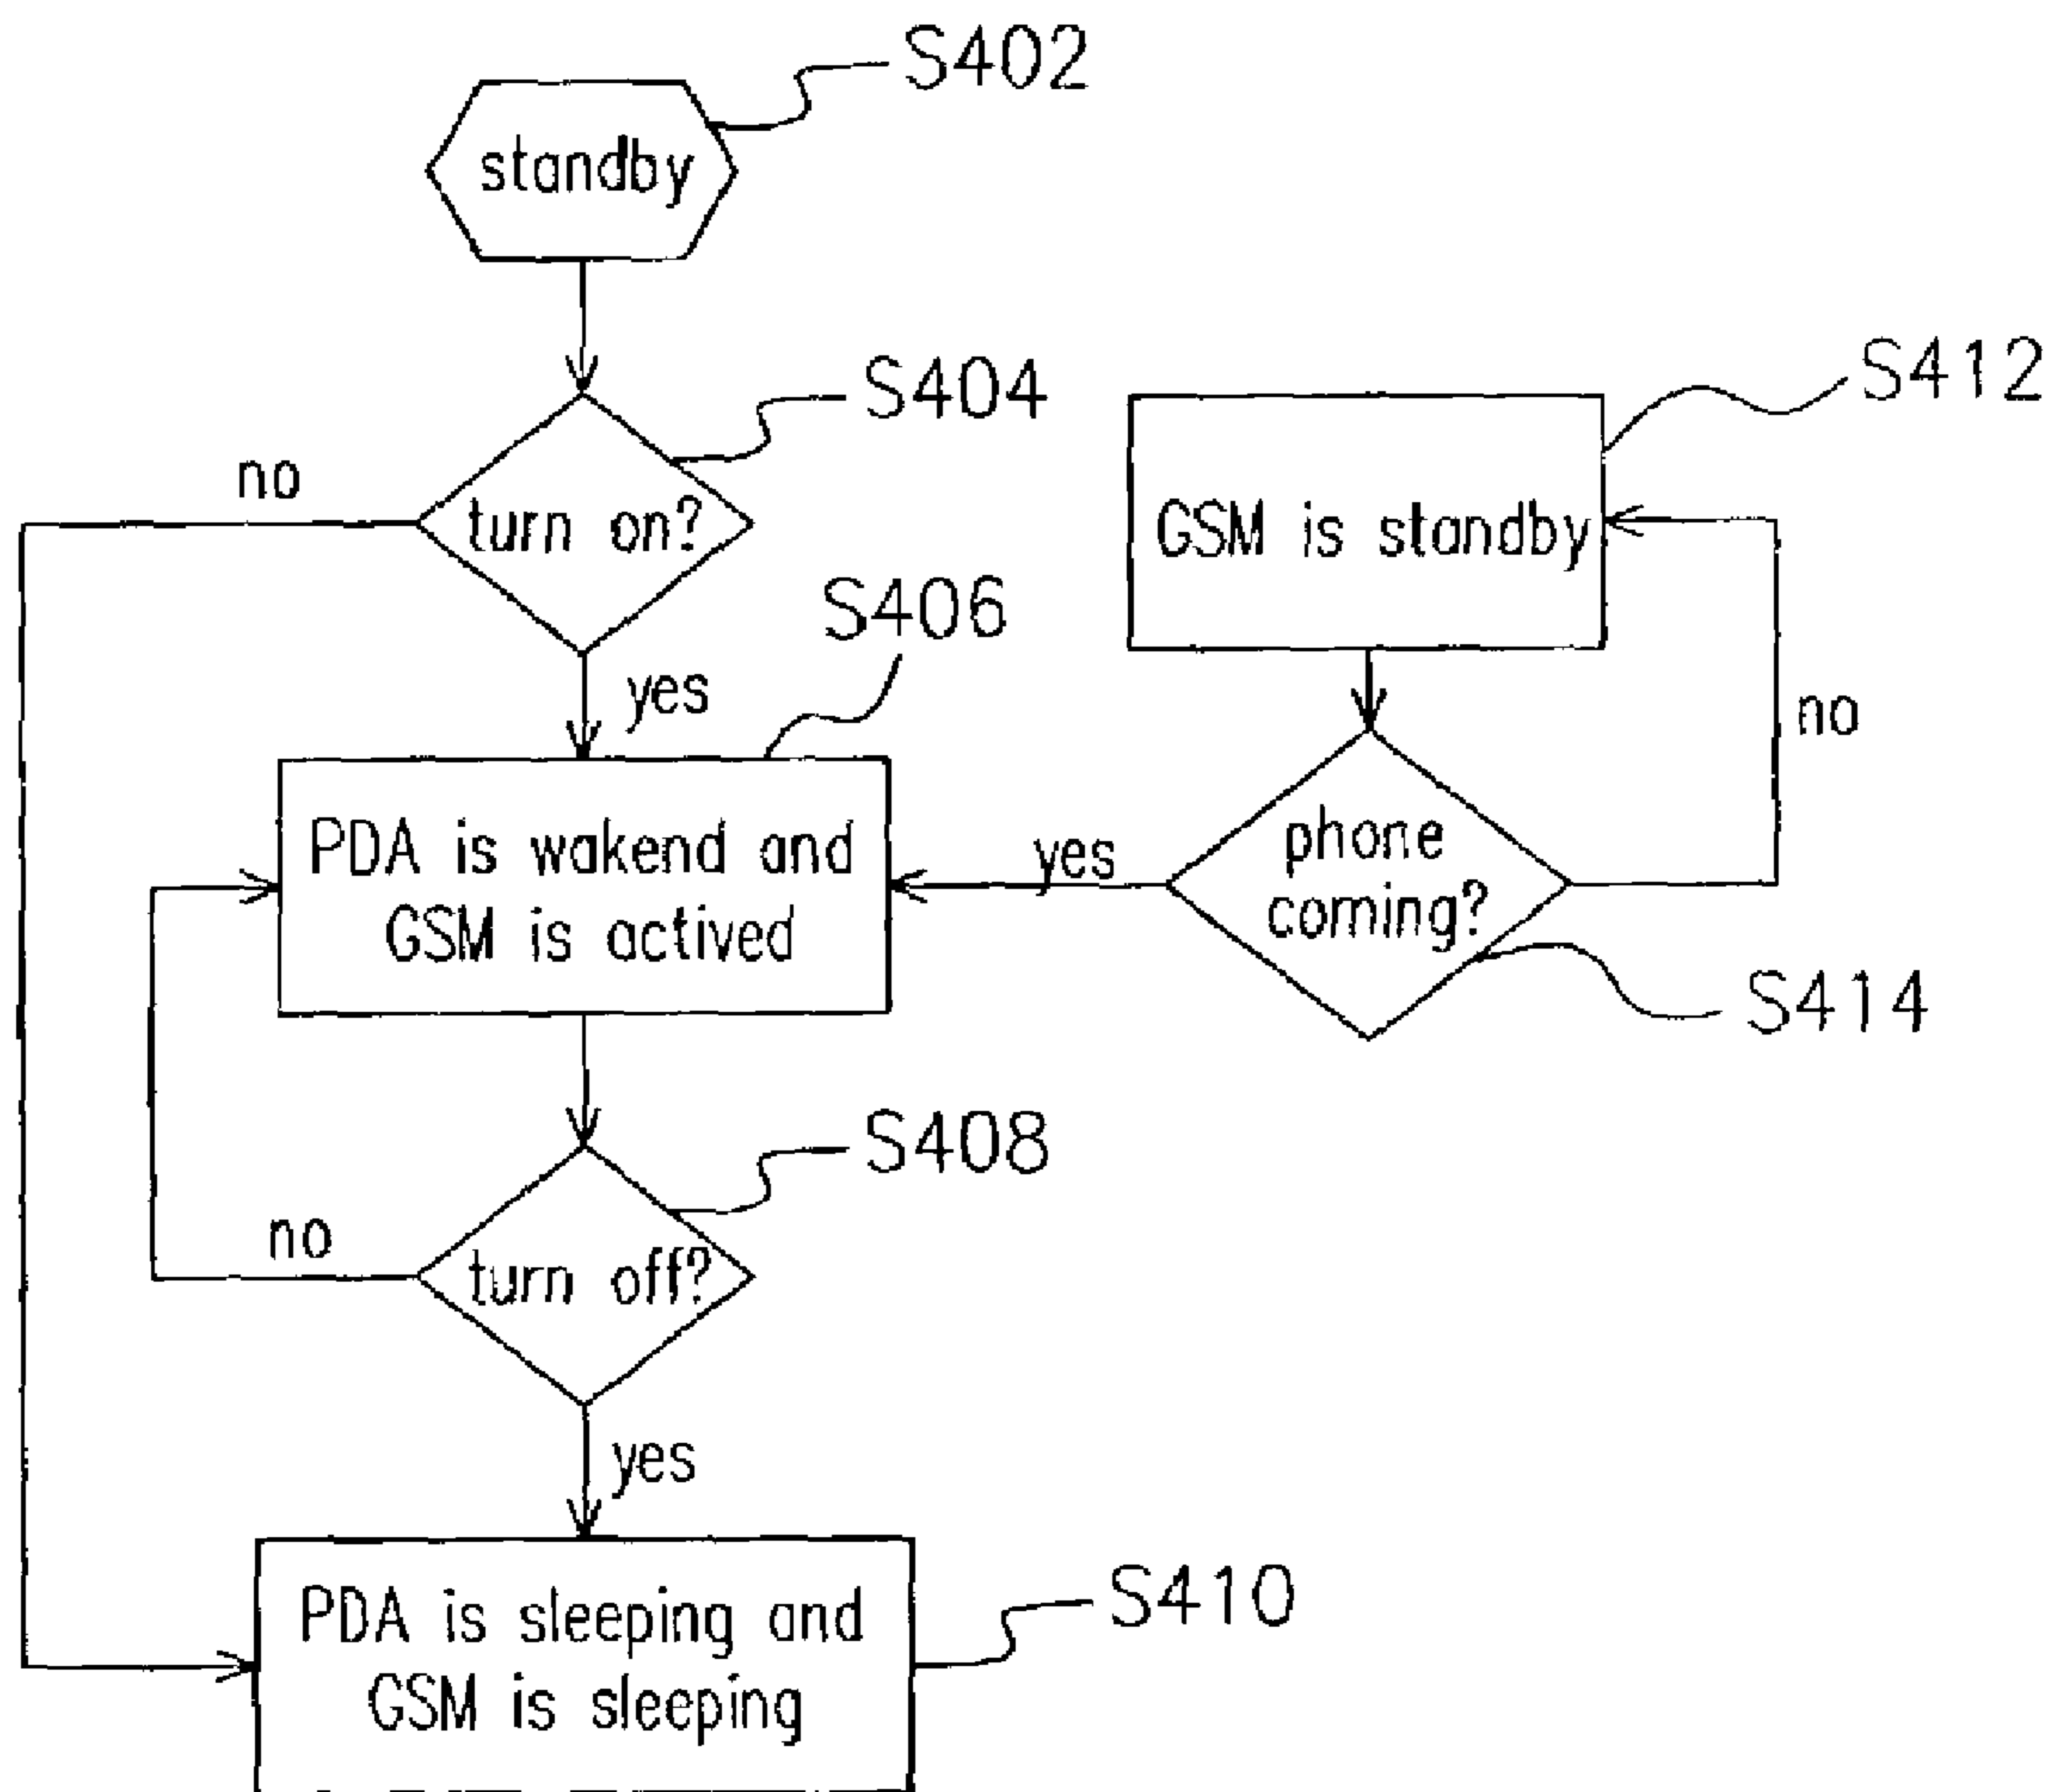 S402
standby
S404
no
turn on?
S412
GSM is standby
S406
yes
no
PDA is wakend and
GSM is actived
yes
phone
coming?
S414
S408
no
turn off?
yes
PDA is sleeping and
GSM is sleeping
S410